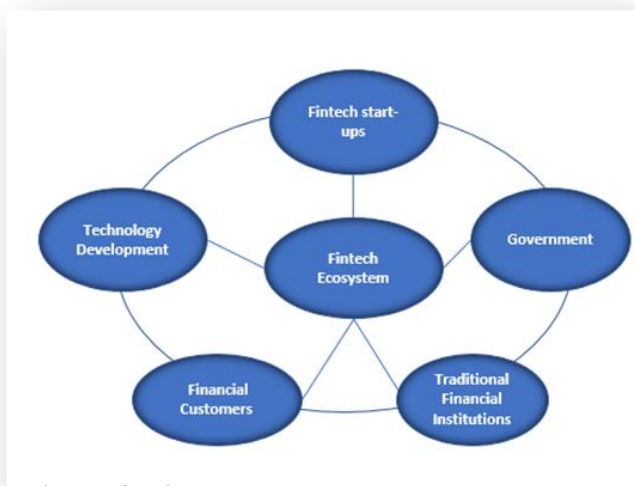 Fintech start-
ups
Technology
Development
Government
Fintech
Ecosystem
Financial
Customers
Traditional
Financial
Institutions